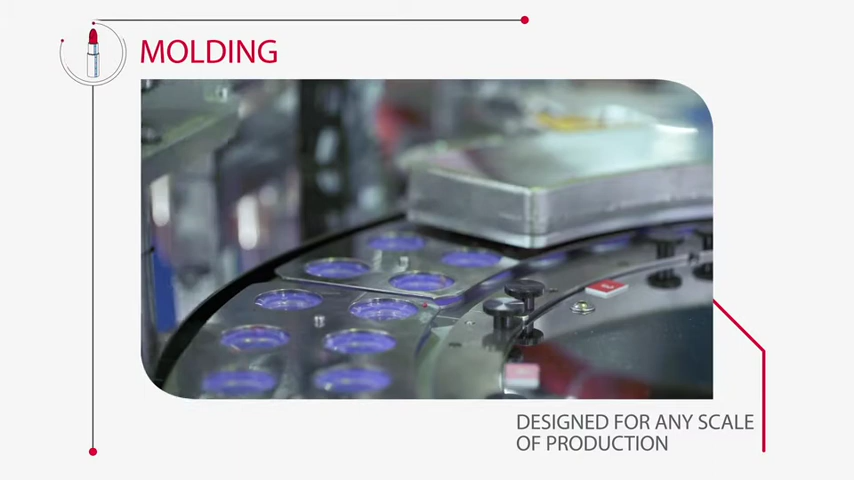 MOLDING
DESIGNED FOR ANY SCALE
OF PRODUCTION